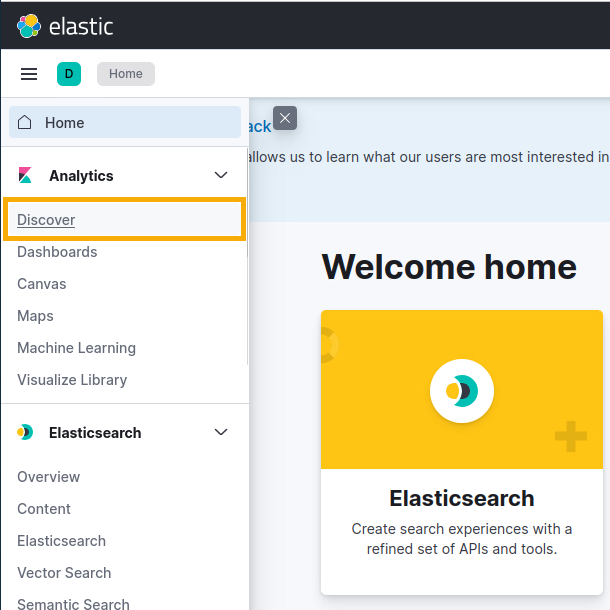 elastic
D
Home
Home
ack
allows us to learn what our users are most interested in
Analytics
Discover
Dashboards
Canvas
Maps
Machine Learning
Visualize Library
Elasticsearch
Overview
Content
Elasticsearch
Vector Search
Semantic Search
Welcome home
Elasticsearch
Create search experiences with a
refined set of APIs and tools.